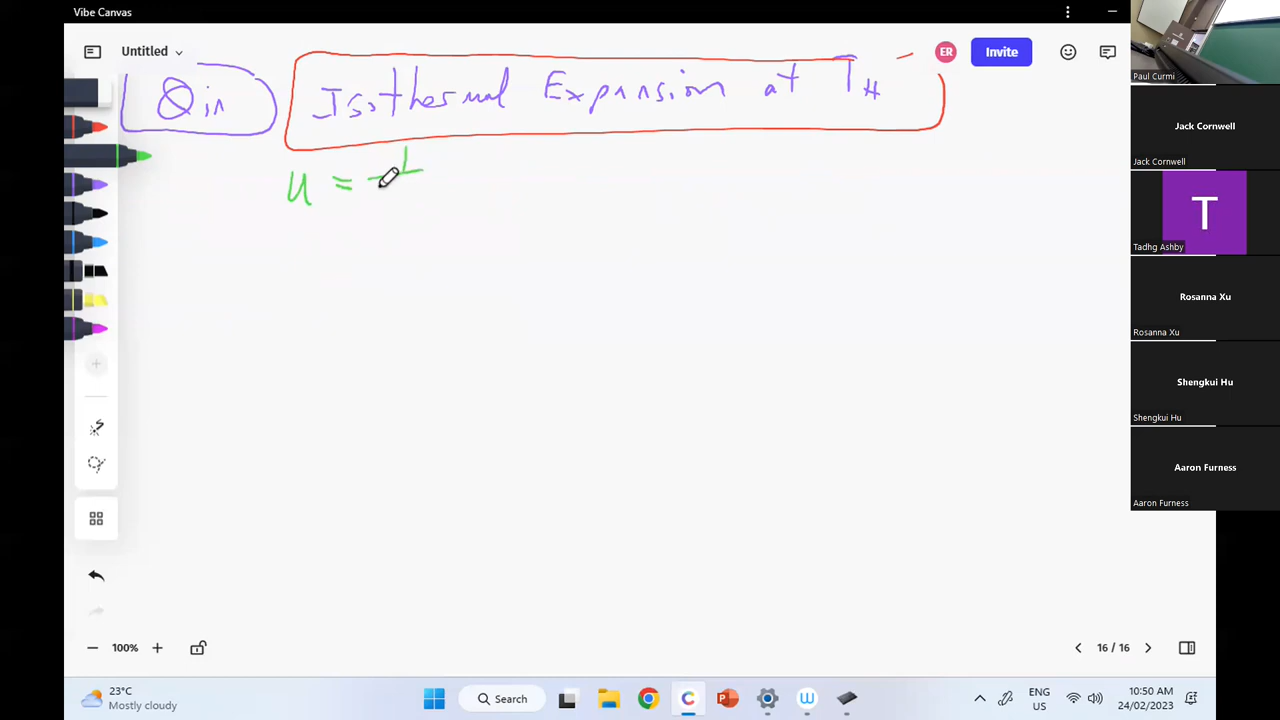 Vibe Canvas
Untitled
ER
Invite
Q in
Isothermal Expansion at T H
u =
Paul Curmi
Jack Cornwell
Jack Cornwell
T
Tadhg Ashby
Rosanna Xu
Rosanna Xu
Shengkui Hu
Shengkui Hu
Aaron Furness
Aaron Furness
100%
16 / 16
23°C
Mostly cloudy
Search
ENG
US
10:50 AM
24/02/2023